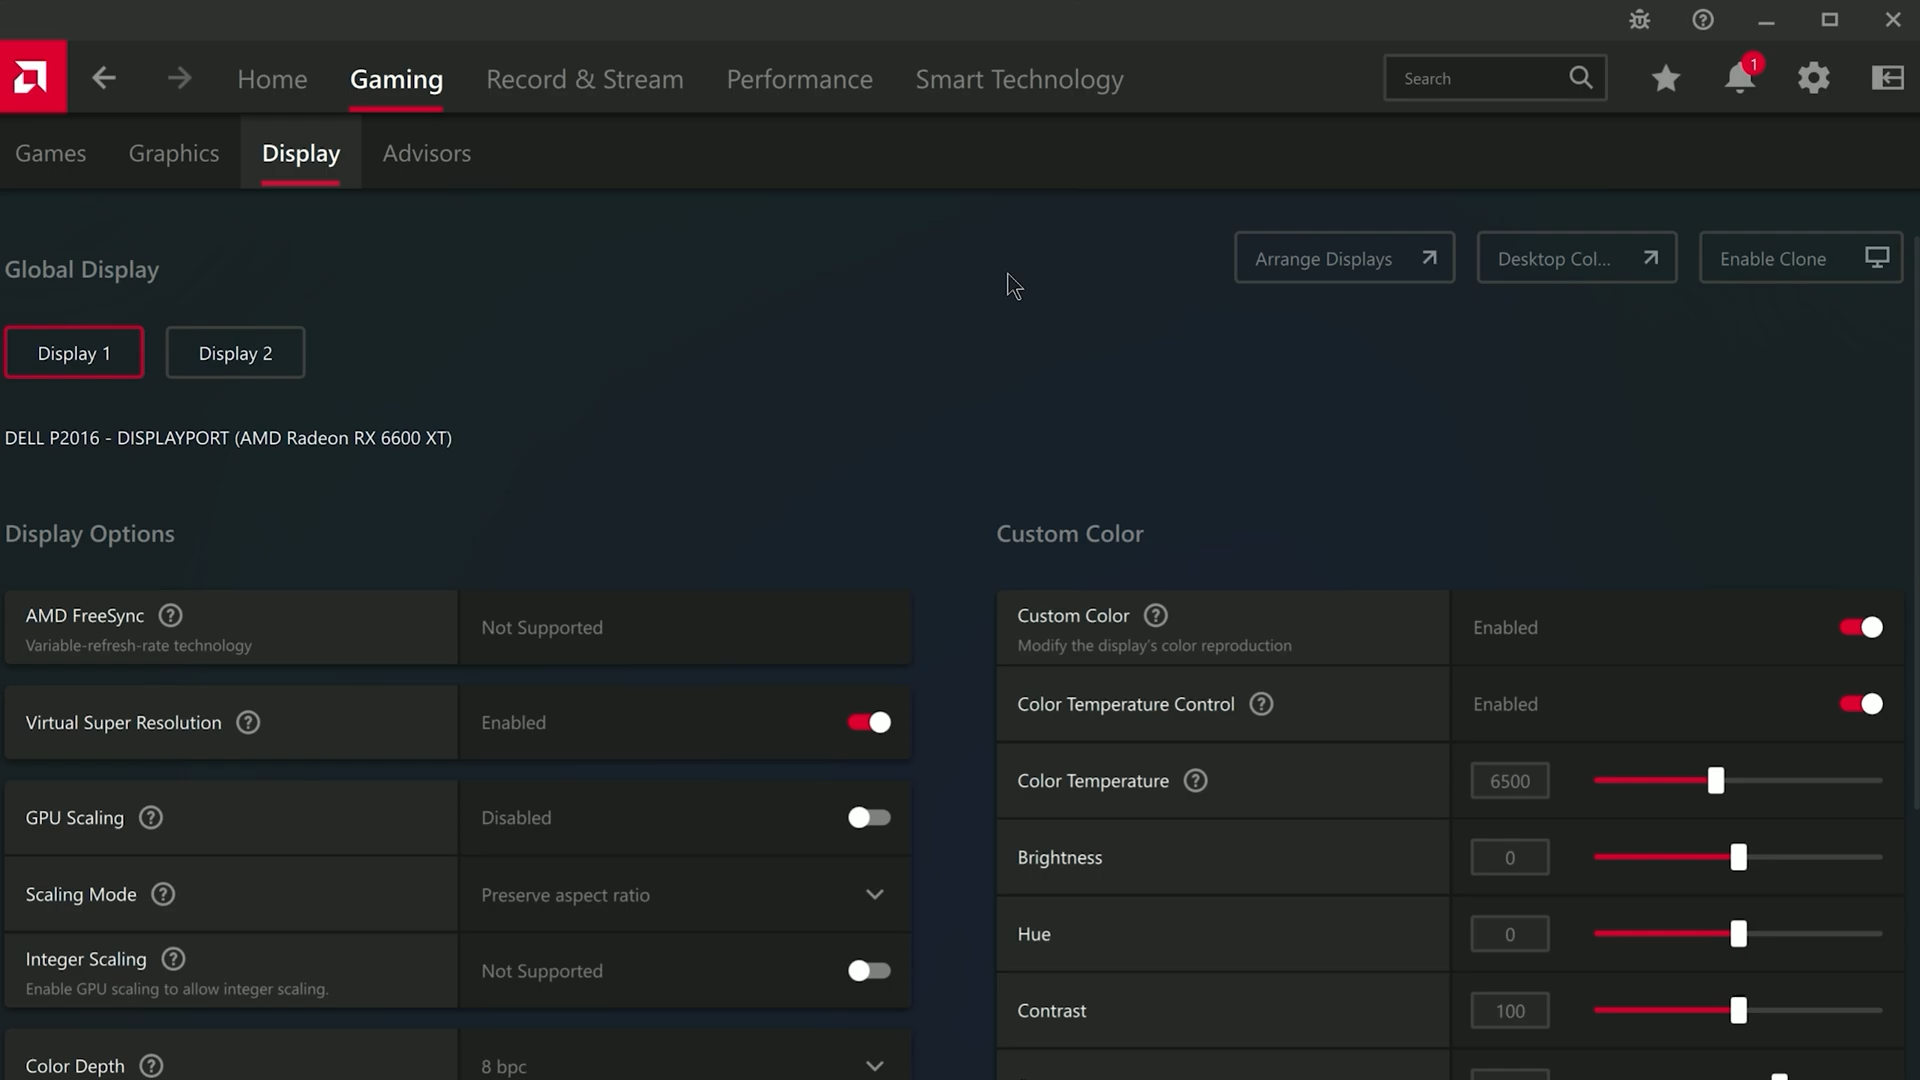 Home
Gaming
Record & Stream
Performance
Smart Technology
Search
1
Games
Graphics
Display
Advisors
Global Display
Arrange Displays
Desktop Col...
Enable Clone
Display 1
Display 2
DELL P2016 - DISPLAYPORT (AMD Radeon RX 6600 XT)
Display Options
AMD FreeSync
Variable-refresh-rate technology
Not Supported
Virtual Super Resolution
Enabled
GPU Scaling
Disabled
Scaling Mode
Preserve aspect ratio
Integer Scaling
Enable GPU scaling to allow integer scaling.
Not Supported
Color Depth
8 bpc
Custom Color
Custom Color
Modify the display's color reproduction
Enabled
Color Temperature Control
Enabled
Color Temperature
6500
Brightness
0
Hue
0
Contrast
100